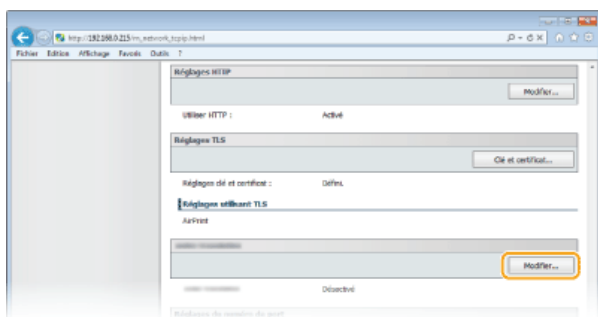 http://192.168.0.215/m_network_tcpip.html
Fichier Edition Affichage Favoris Outils ?
Réglages HTTP
Modifier...
Utiliser HTTP : Activé
Réglages TLS
Clé et certificat...
Réglages clé et certificat : Défini.
Réglages utilisant TLS
AirPrint
Modifier...
Désactivé